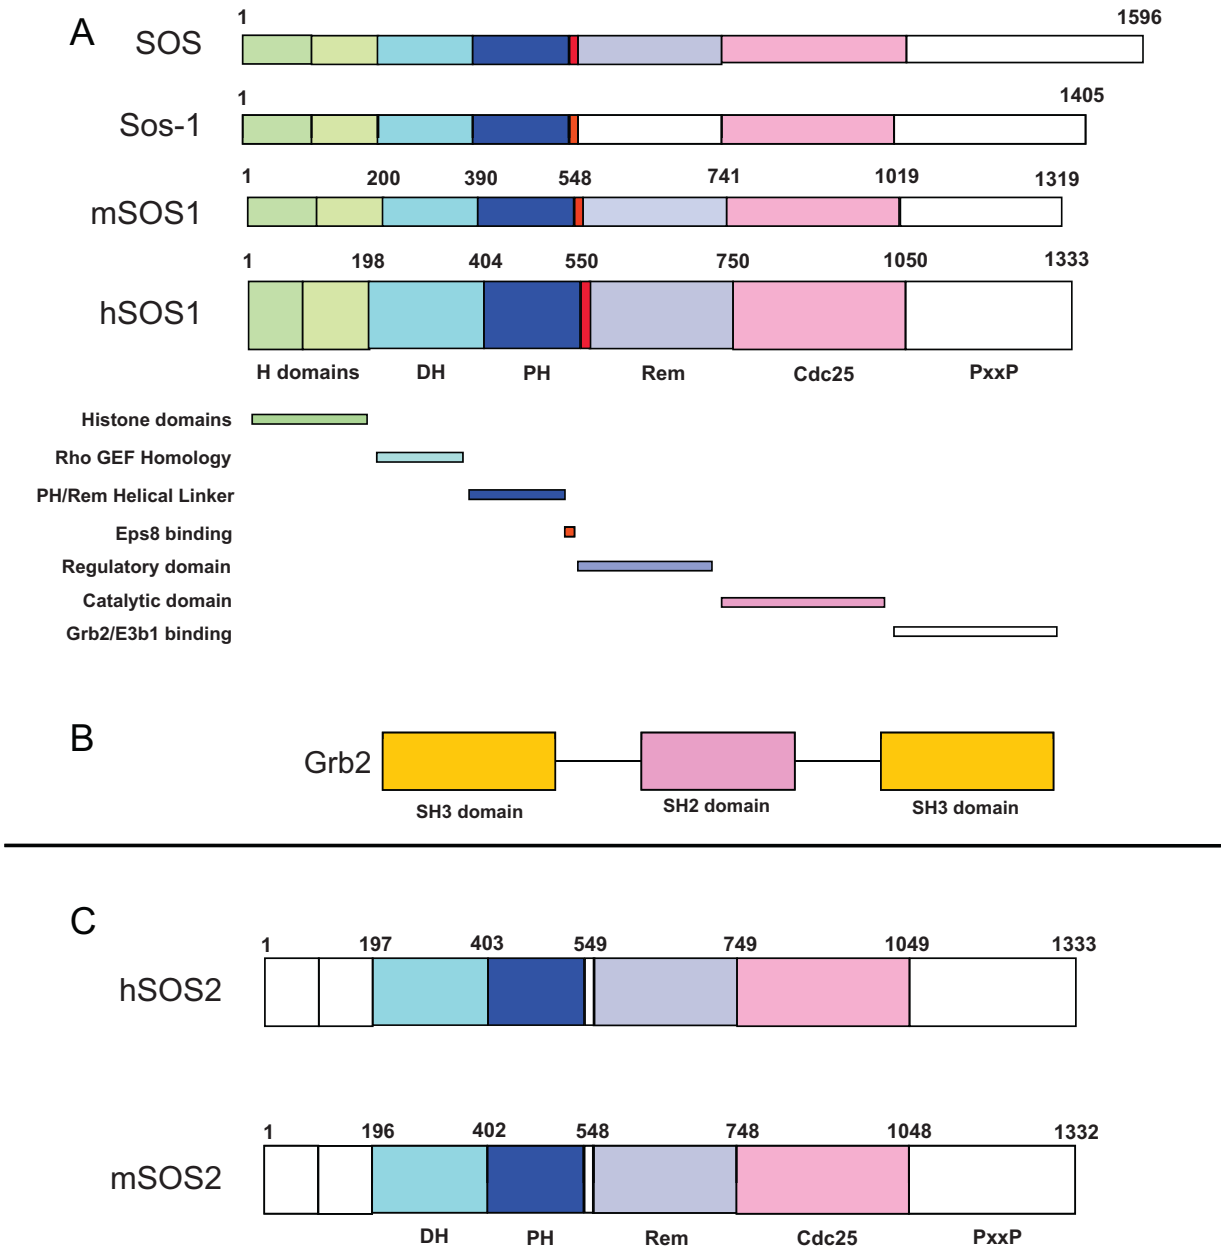 A
1 1596
SOS
1 1405
Sos-1
1 200 390 548 741 1019 1319
mSOS1
1 198 404 550 750 1050 1333
hSOS1
H domains DH PH Rem Cdc25 PxxP
Histone domains
Rho GEF Homology
PH/Rem Helical Linker
Eps8 binding
Regulatory domain
Catalytic domain
Grb2/E3b1 binding
B
Grb2
SH3 domain SH2 domain SH3 domain
C
1 197 403 549 749 1049 1333
hSOS2
1 196 402 548 748 1048 1332
mSOS2
DH PH Rem Cdc25 PxxP